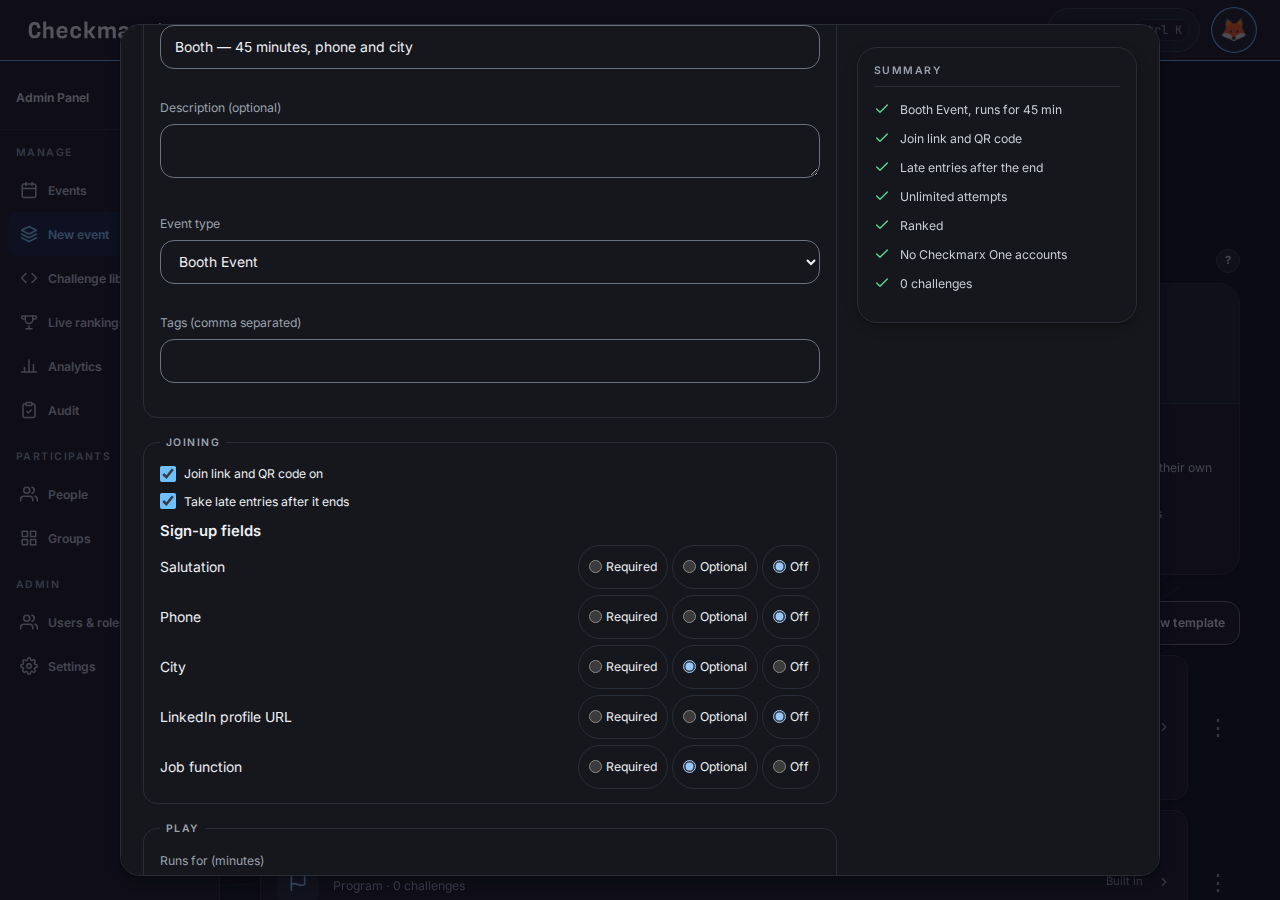 Checkma
Ctrl K
Admin Panel
MANAGE
Events
New event
Challenge lib
Live ranking
Analytics
Audit
PARTICIPANTS
People
Groups
ADMIN
Users & role
Settings
Booth — 45 minutes, phone and city
Description (optional)
Event type
Booth Event
Tags (comma separated)
JOINING
Join link and QR code on
Take late entries after it ends
Sign-up fields
Salutation Required Optional Off
Phone Required Optional Off
City Required Optional Off
LinkedIn profile URL Required Optional Off
Job function Required Optional Off
PLAY
Runs for (minutes)
SUMMARY
Booth Event, runs for 45 min
Join link and QR code
Late entries after the end
Unlimited attempts
Ranked
No Checkmarx One accounts
0 challenges
?
their own
w template
Program · 0 challenges
Built in